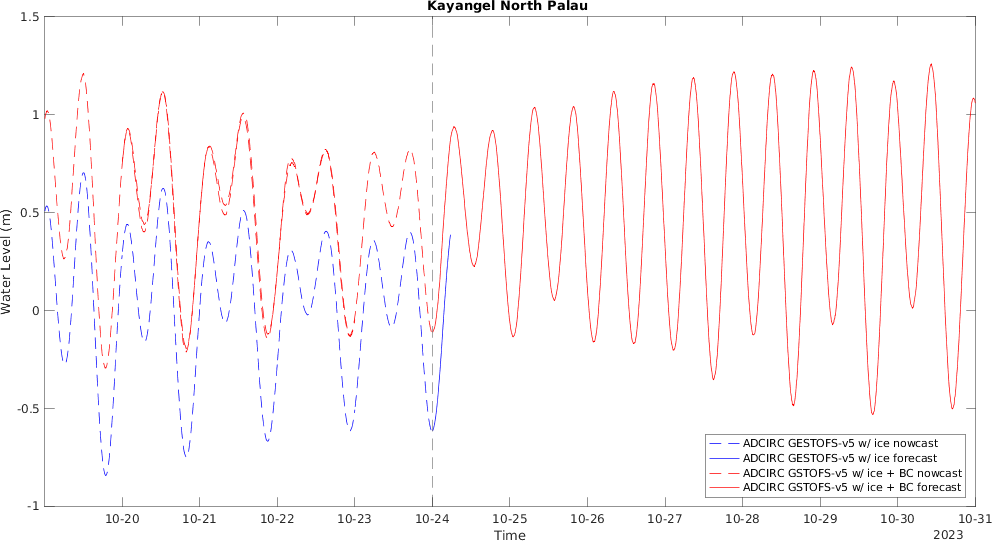 Kayangel North Palau
1.5
1
0.5
0
-0.5
-1
Water Level (m)
10-20 10-21 10-22 10-23 10-24 10-25 10-26 10-27 10-28 10-29 10-30 10-31
Time
2023
ADCIRC GESTOFS-v5 w/ ice nowcast
ADCIRC GESTOFS-v5 w/ ice forecast
ADCIRC GSTOFS-v5 w/ ice + BC nowcast
ADCIRC GSTOFS-v5 w/ ice + BC forecast